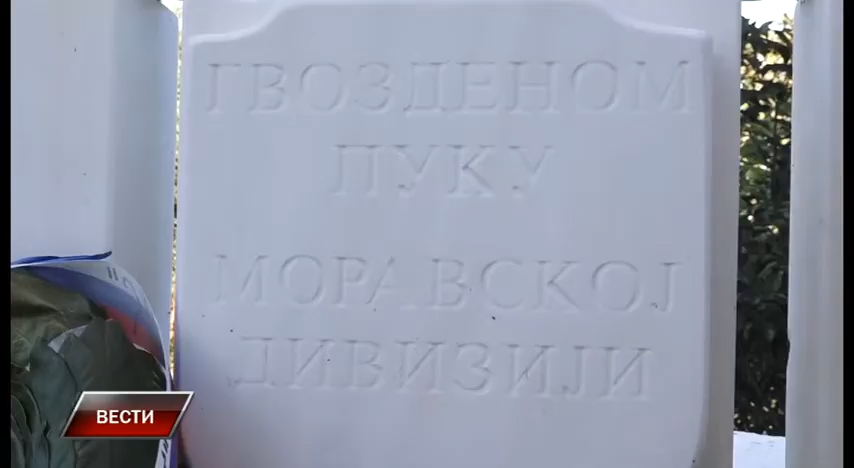 ГВОЗДЕНОМ
ПУКУ
МОРАВСКОЈ
ДИВИЗИЈИ
ВЕСТИ